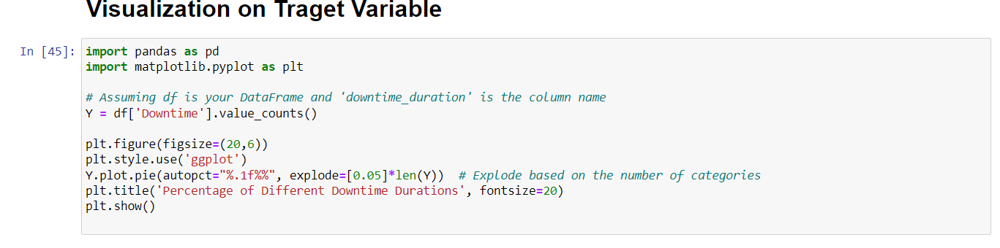 Visualization on Traget Variable
In [45]:
import pandas as pd
import matplotlib.pyplot as plt
# Assuming df is your DataFrame and 'downtime_duration' is the column name
Y = df['Downtime'].value_counts()
plt.figure(figsize=(20,6))
plt.style.use('ggplot')
Y.plot.pie(autopct="%.1f%%", explode=[0.05]*len(Y))  # Explode based on the number of categories
plt.title('Percentage of Different Downtime Durations', fontsize=20)
plt.show()